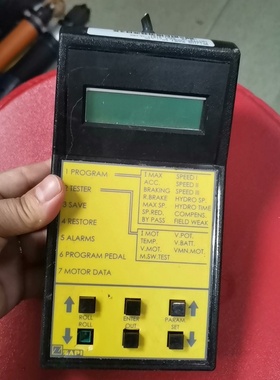 1 PROGRAM
2 TESTER
3 SAVE
4 RESTORE
5 ALARMS
6 PROGRAM PEDAL
7 MOTOR DATA
I MAX. SPEED I
ACC. SPEED II
BRAKING SPEED III
R.BRAKE HYDRO SP.
MAX.SP. HYDRO TIME
SP.RED. COMPENS.
BY PASS FIELD WEAK
I MOT V.POT.
TEMP. V.BATT.
V.MOT. VMN.MOT.
M.SW.TEST
ROLL ENTER PARAM
ROLL OUT SET
ZAPI